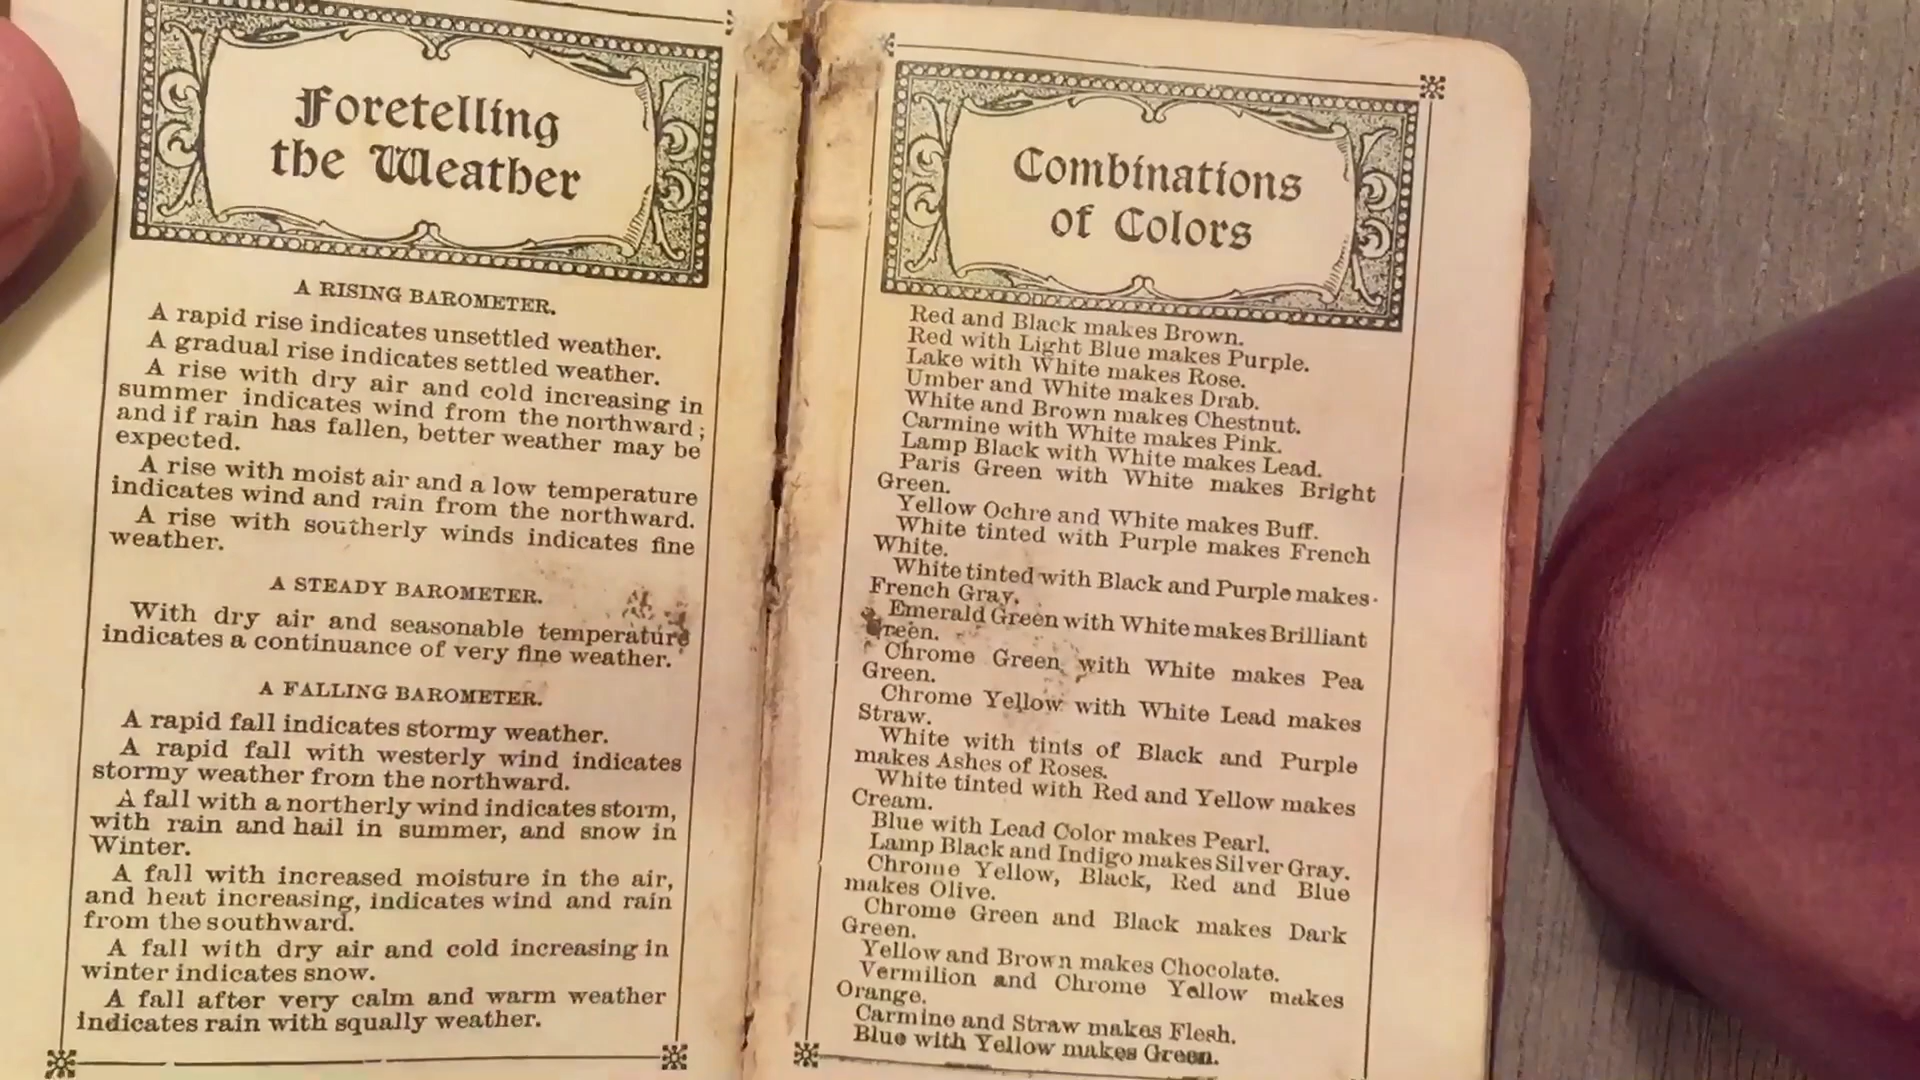 Foretelling
the Weather
A RISING BAROMETER.
A rapid rise indicates unsettled weather.
A gradual rise indicates settled weather.
A rise with dry air and cold increasing in
summer indicates wind from the northward;
and if rain has fallen, better weather may be
expected.
A rise with moist air and a low temperature
indicates wind and rain from the northward.
A rise with southerly winds indicates fine
weather.
A STEADY BAROMETER.
With dry air and seasonable temperature
indicates a continuance of very fine weather.
A FALLING BAROMETER.
A rapid fall indicates stormy weather.
A rapid fall with westerly wind indicates
stormy weather from the northward.
A fall with a northerly wind indicates storm,
with rain and hail in summer, and snow in
Winter.
A fall with increased moisture in the air,
and heat increasing, indicates wind and rain
from the southward.
A fall with dry air and cold increasing in
winter indicates snow.
A fall after very calm and warm weather
indicates rain with squally weather.
Combinations
of Colors
Red and Black makes Brown.
Red with Light Blue makes Purple.
Lake with White makes Rose.
Umber and White makes Drab.
White and Brown makes Chestnut.
Carmine with White makes Pink.
Lamp Black with White makes Lead.
Paris Green with White makes Bright
Green.
Yellow Ochre and White makes Buff.
White tinted with Purple makes French
White.
White tinted with Black and Purple makes
French Gray.
Emerald Green with White makes Brilliant
Green.
Chrome Green with White makes Pea
Green.
Chrome Yellow with White Lead makes
Straw.
White with tints of Black and Purple
makes Ashes of Roses.
White tinted with Red and Yellow makes
Cream.
Blue with Lead Color makes Pearl.
Lamp Black and Indigo makes Silver Gray.
Chrome Yellow, Black, Red and Blue
makes Olive.
Chrome Green and Black makes Dark
Green.
Yellow and Brown makes Chocolate.
Vermilion and Chrome Yellow makes
Orange.
Carmine and Straw makes Flesh.
Blue with Yellow makes Green.